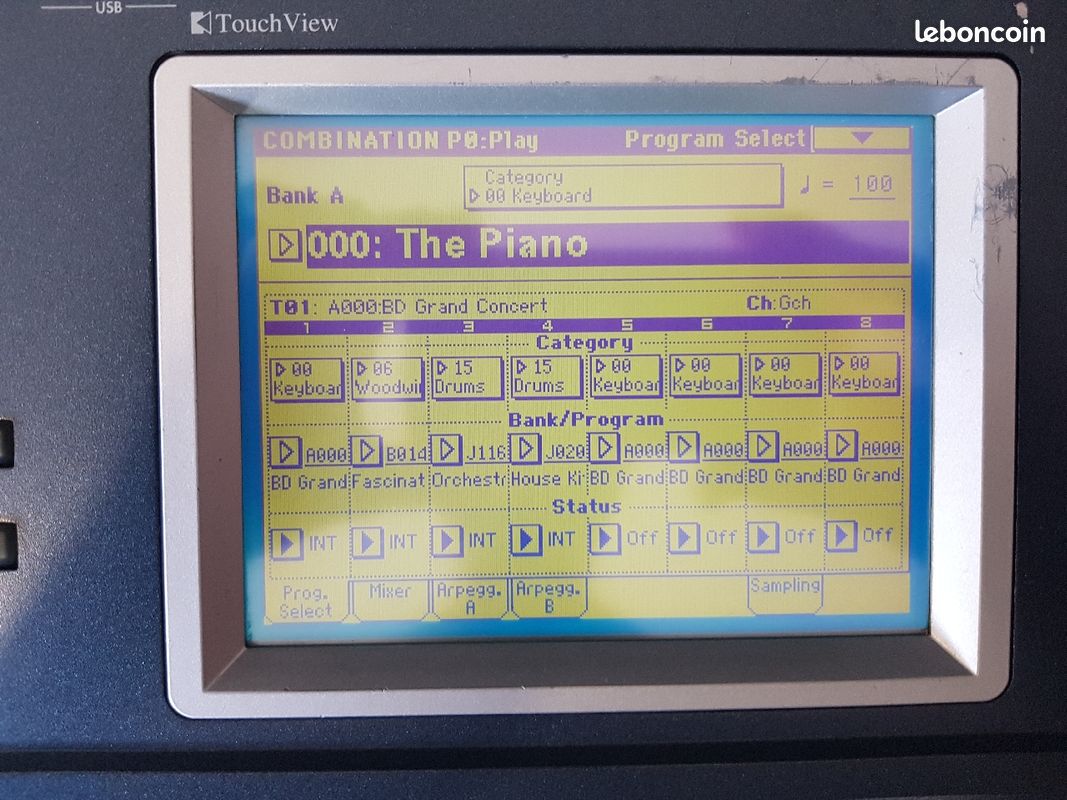 USB
TouchView
leboncoin
COMBINATION P0:Play Program Select
Bank A
Category
00 Keyboard
♩ = 100
000: The Piano
T01: A000:BD Grand Concert Ch:Gch
1 2 3 4 5 6 7 8
Category
00 06 15 15 00 00 00 00
Keyboar Woodwi Drums Drums Keyboar Keyboar Keyboar Keyboar
Bank/Program
A000 B014 J116 J020 A000 A000 A000 A000
BD Grand Fascinat Orchestr House Ki BD Grand BD Grand BD Grand BD Grand
Status
INT INT INT INT Off Off Off Off
Prog. Select Mixer Arpegg. A Arpegg. B Sampling